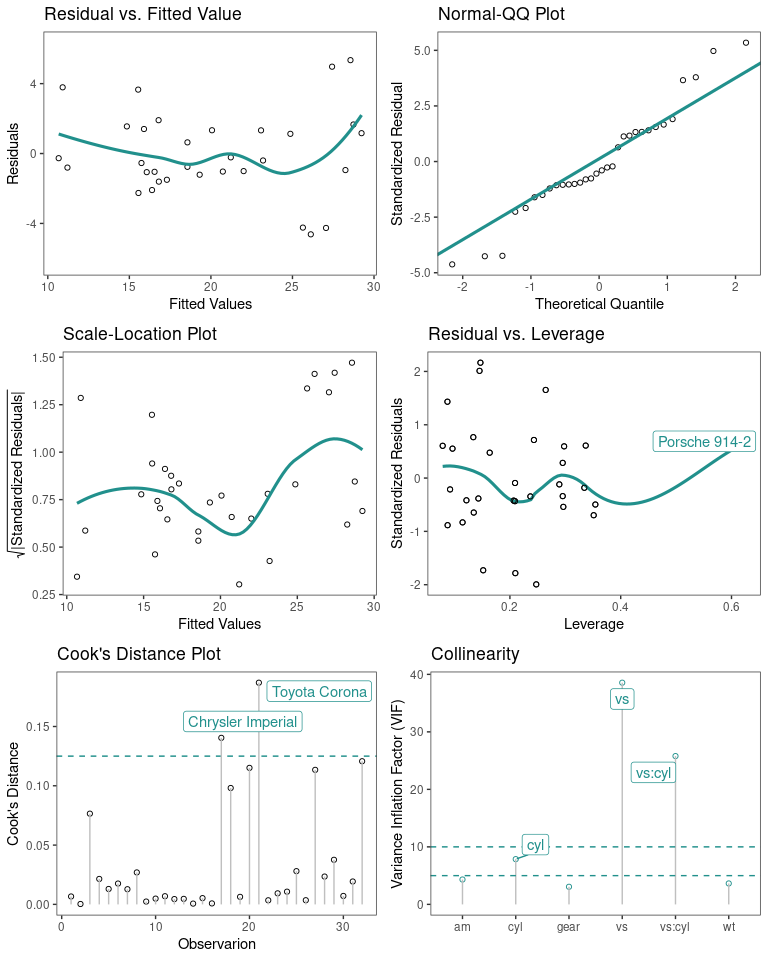 Residual vs. Fitted Value
Residuals
4
0
-4
10 15 20 25 30
Fitted Values
Normal-QQ Plot
Standardized Residual
5.0
2.5
0.0
-2.5
-5.0
-2 -1 0 1 2
Theoretical Quantile
Scale-Location Plot
√|Standardized Residuals|
1.50
1.25
1.00
0.75
0.50
0.25
10 15 20 25 30
Fitted Values
Residual vs. Leverage
Standardized Residuals
2
1
0
-1
-2
Porsche 914-2
0.2 0.4 0.6
Leverage
Cook's Distance Plot
Cook's Distance
0.15
0.10
0.05
0.00
Toyota Corona
Chrysler Imperial
0 10 20 30
Observarion
Collinearity
Variance Inflation Factor (VIF)
40
30
20
10
0
vs
vs:cyl
cyl
am cyl gear vs vs:cyl wt